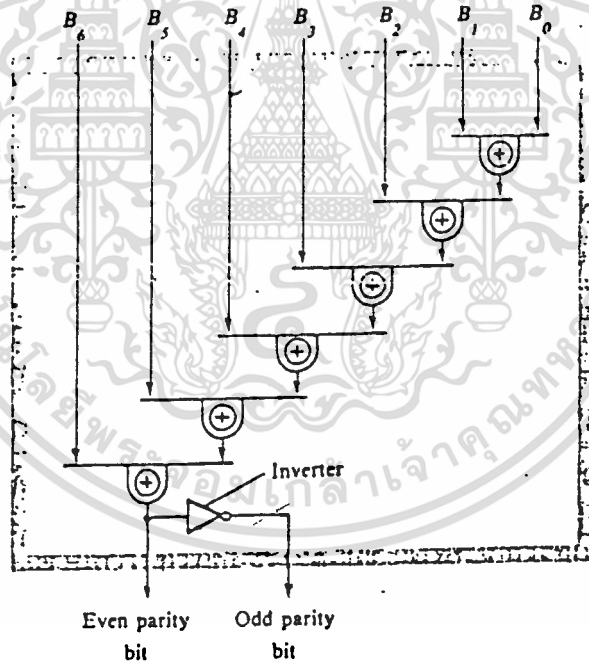 B₆ B₅ B₄ B₃ B₂ B₁ B₀
Inverter
Even parity bit
Odd parity bit